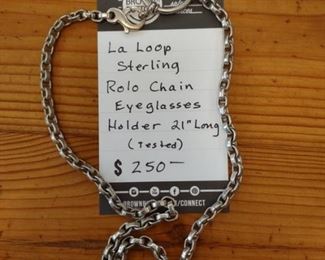 La Loop
Sterling
Rolo Chain
Eyeglasses
Holder 21" Long
(Tested)
$ 250—